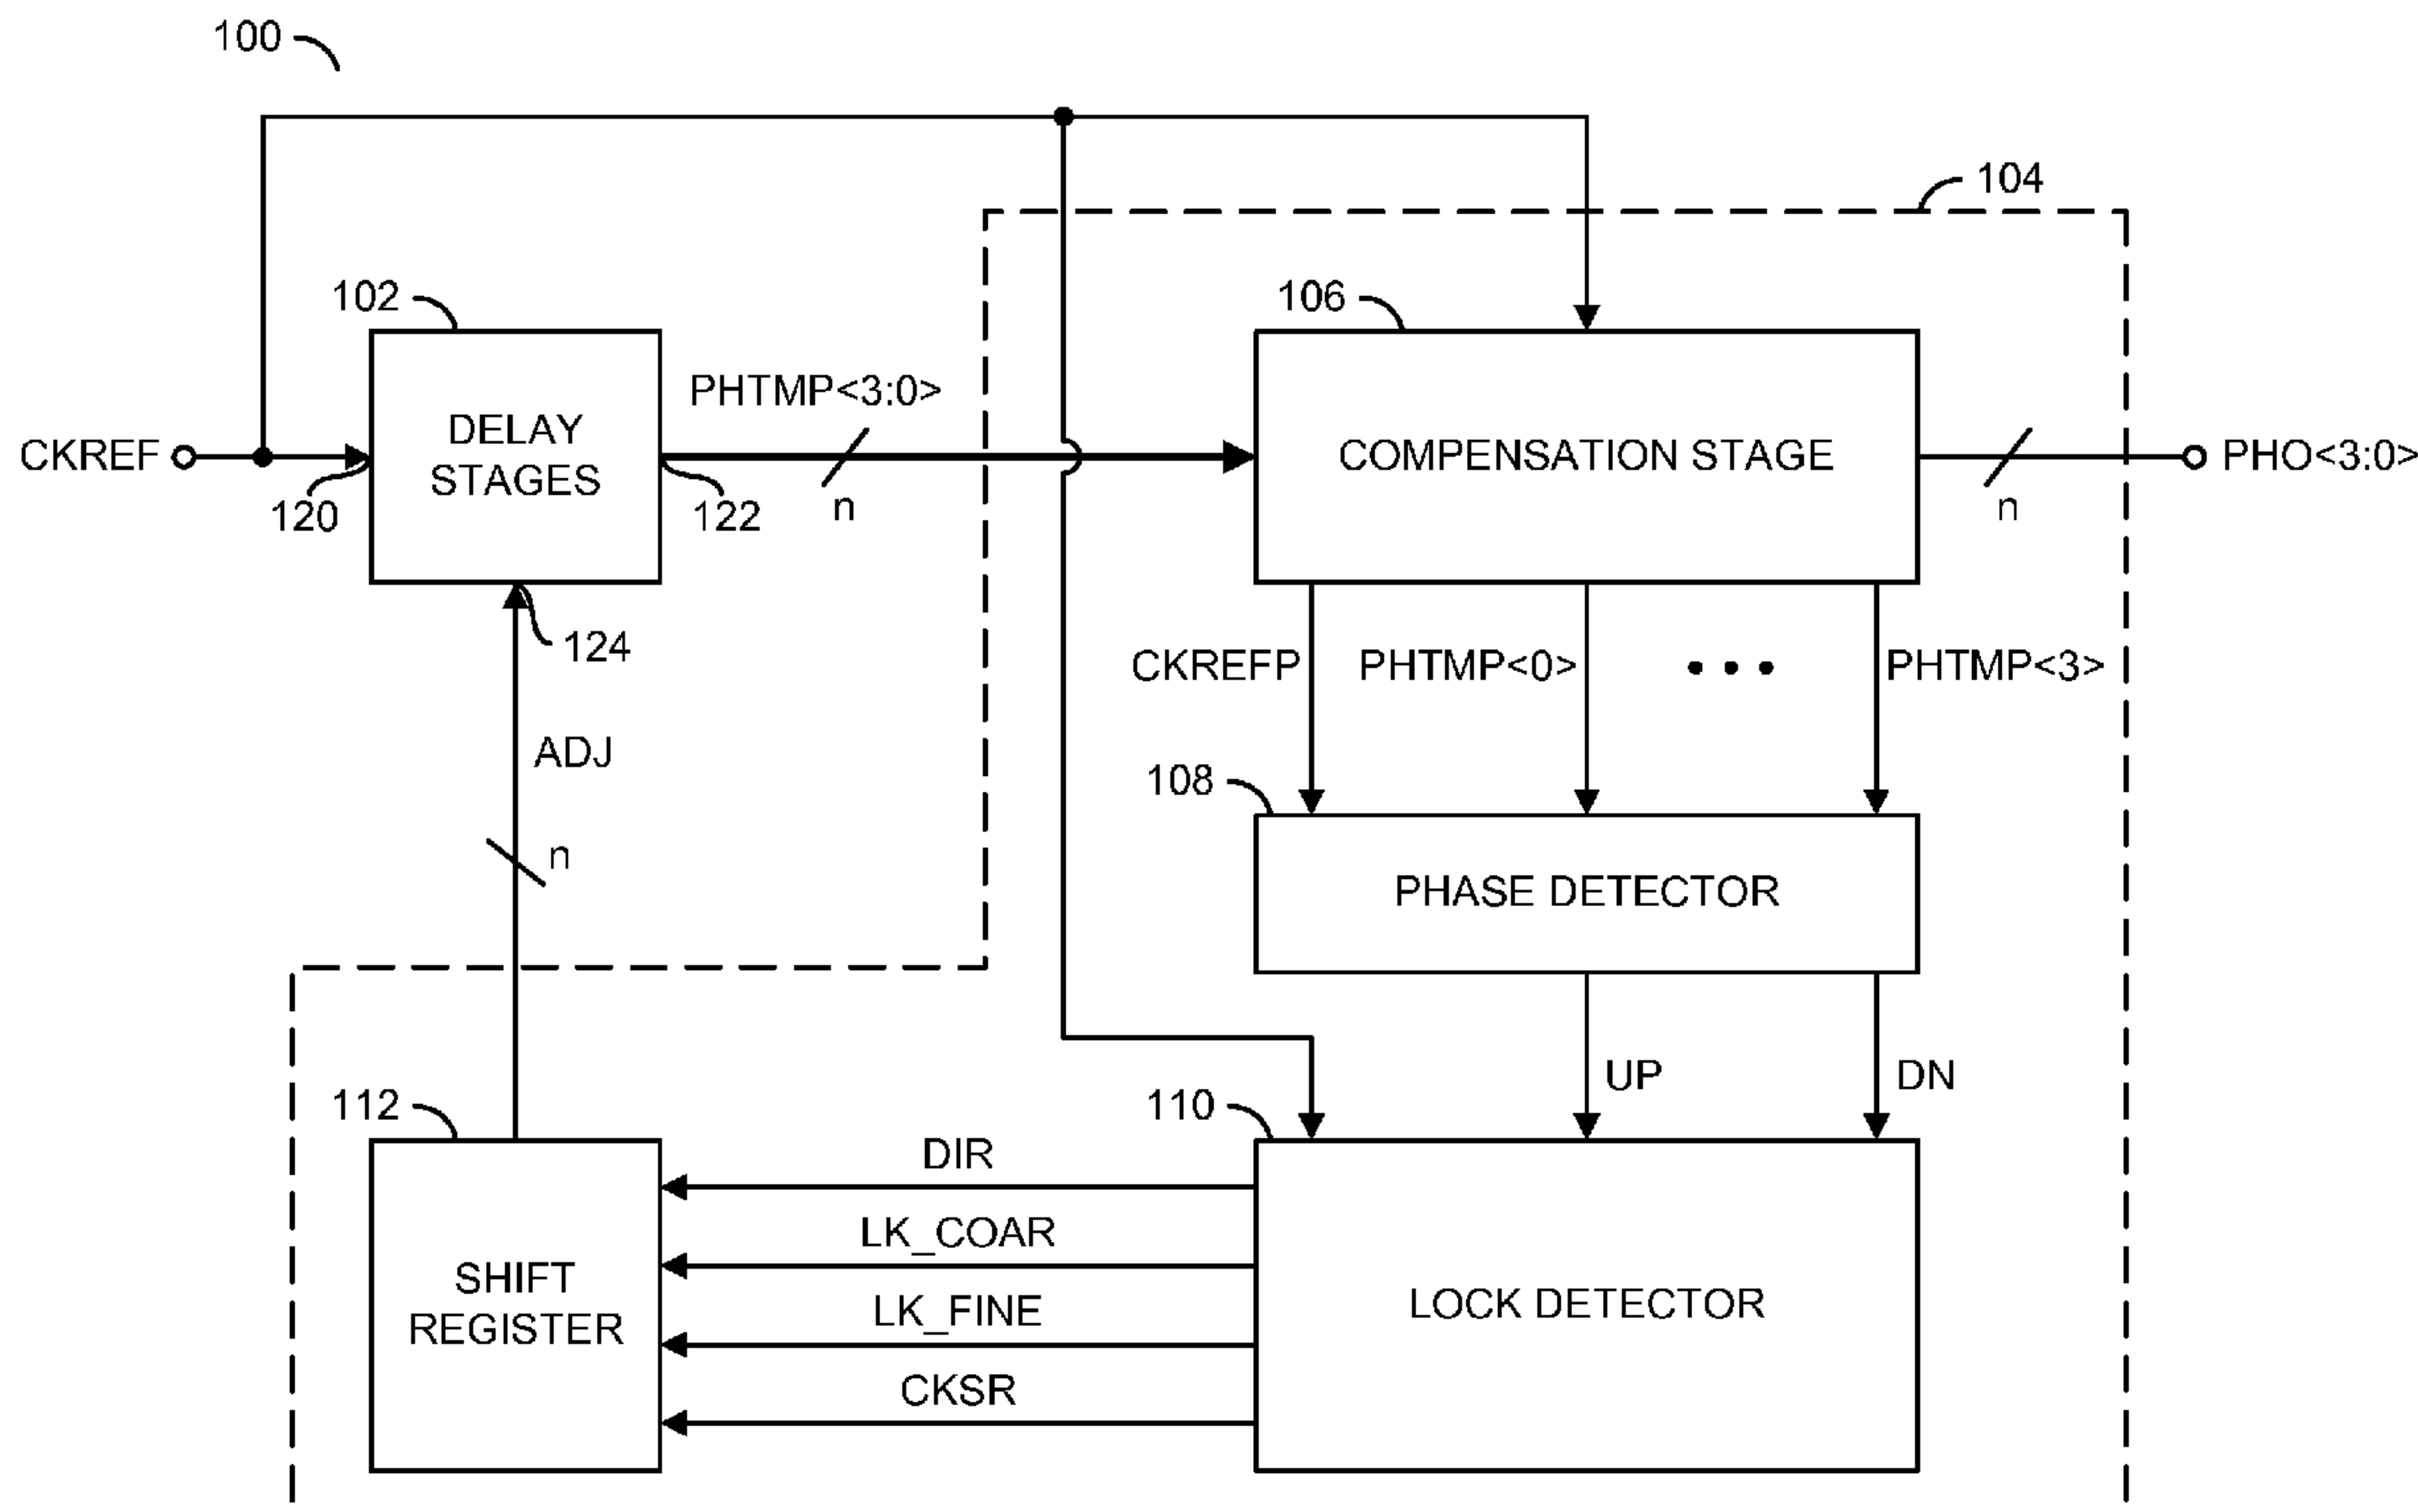 100
104
102
106
PHTMP<3:0>
DELAY
STAGES
CKREF
COMPENSATION STAGE
PHO<3:0>
120
122
n
n
124
CKREFP
PHTMP<0>
• • •
PHTMP<3>
ADJ
108
n
PHASE DETECTOR
UP
DN
112
110
DIR
LK_COAR
SHIFT
REGISTER
LK_FINE
LOCK DETECTOR
CKSR